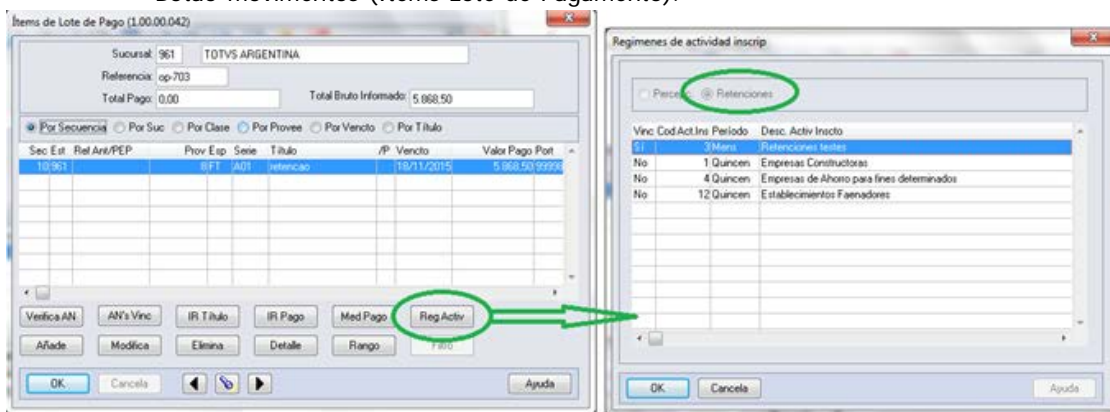 Botão Movimentos (Items Lote de Pagamento):
Ítems de Lote de Pago (1.00.00.042)
Sucursal: 961 TOTVS ARGENTINA
Referencia: op-703
Total Pago: 0,00 Total Bruto Informado: 5.868,50
Por Secuencia Por Suc Por Clase Por Provee Por Vencto Por Título
Sec Est Ref Ant/PEP Prov Esp Serie Título /P Vencto Valor Pago Port
10 961 8 FT A01 retencao 18/11/2015 5.868,50 99996
Verifica AN AN's Vinc IR Título IR Pago Med Pago Reg Activ
Añade Modifica Elimina Detalle Rango Filtro
OK Cancela Ayuda
Regimenes de actividad inscrip
Percepc. Retenciones
Vinc Cod Act.Ins Período Desc. Activ Inscto
Sí 3 Mens Retenciones testes
No 1 Quincen Empresas Constructoras
No 4 Quincen Empresas de Ahorro para fines determinados
No 12 Quincen Establecimientos Faenadores
OK Cancela Ayuda